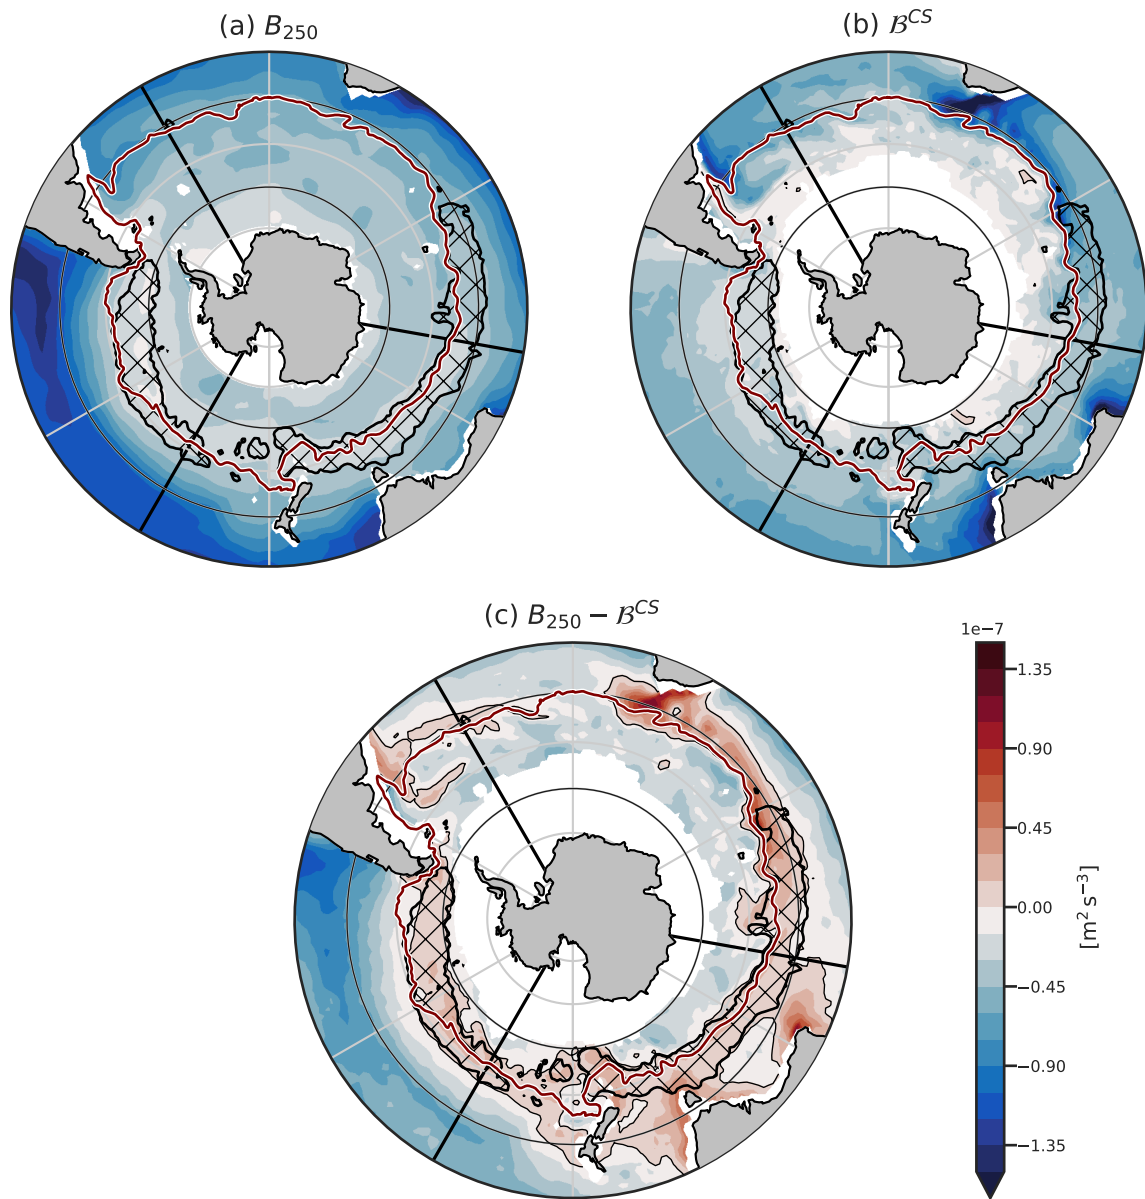 (a) B₂₅₀
(b) ℬᶜˢ
(c) B₂₅₀ − ℬᶜˢ
1e−7
1.35
0.90
0.45
0.00
−0.45
−0.90
−1.35
[m² s⁻³]